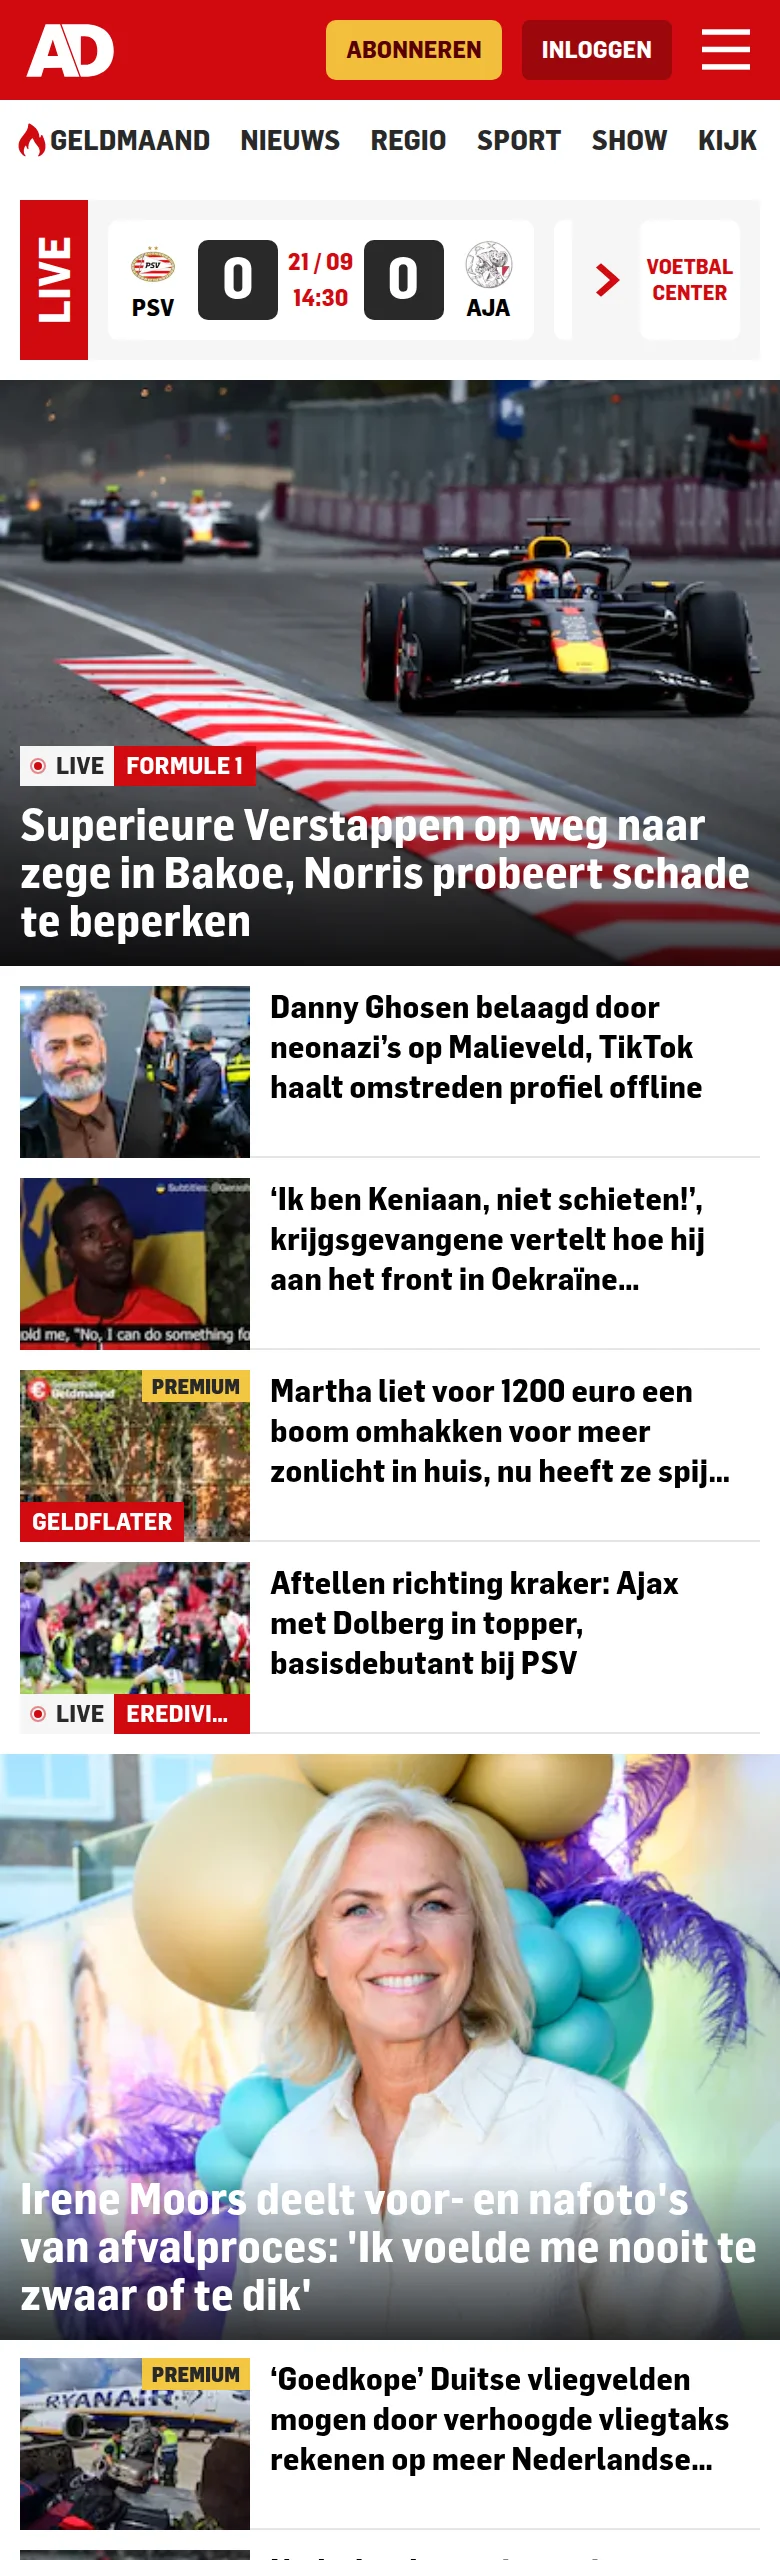 AD
ABONNEREN
INLOGGEN
GELDMAAND NIEUWS REGIO SPORT SHOW KIJK
LIVE
PSV
PSV
0
21 / 09
14:30
0
AJA
VOETBAL
CENTER
LIVE FORMULE 1
Superieure Verstappen op weg naar
zege in Bakoe, Norris probeert schade
te beperken
Danny Ghosen belaagd door
neonazi’s op Malieveld, TikTok
haalt omstreden profiel offline
Subtitles:
old me, "No, I can do something fo
‘Ik ben Keniaan, niet schieten!’,
krijgsgevangene vertelt hoe hij
aan het front in Oekraïne...
€
Geldmaand
PREMIUM
GELDFLATER
Martha liet voor 1200 euro een
boom omhakken voor meer
zonlicht in huis, nu heeft ze spij...
LIVE EREDIVI...
Aftellen richting kraker: Ajax
met Dolberg in topper,
basisdebutant bij PSV
Irene Moors deelt voor- en nafoto's
van afvalproces: 'Ik voelde me nooit te
zwaar of te dik'
PREMIUM
RYANAIR
‘Goedkope’ Duitse vliegvelden
mogen door verhoogde vliegtaks
rekenen op meer Nederlandse...